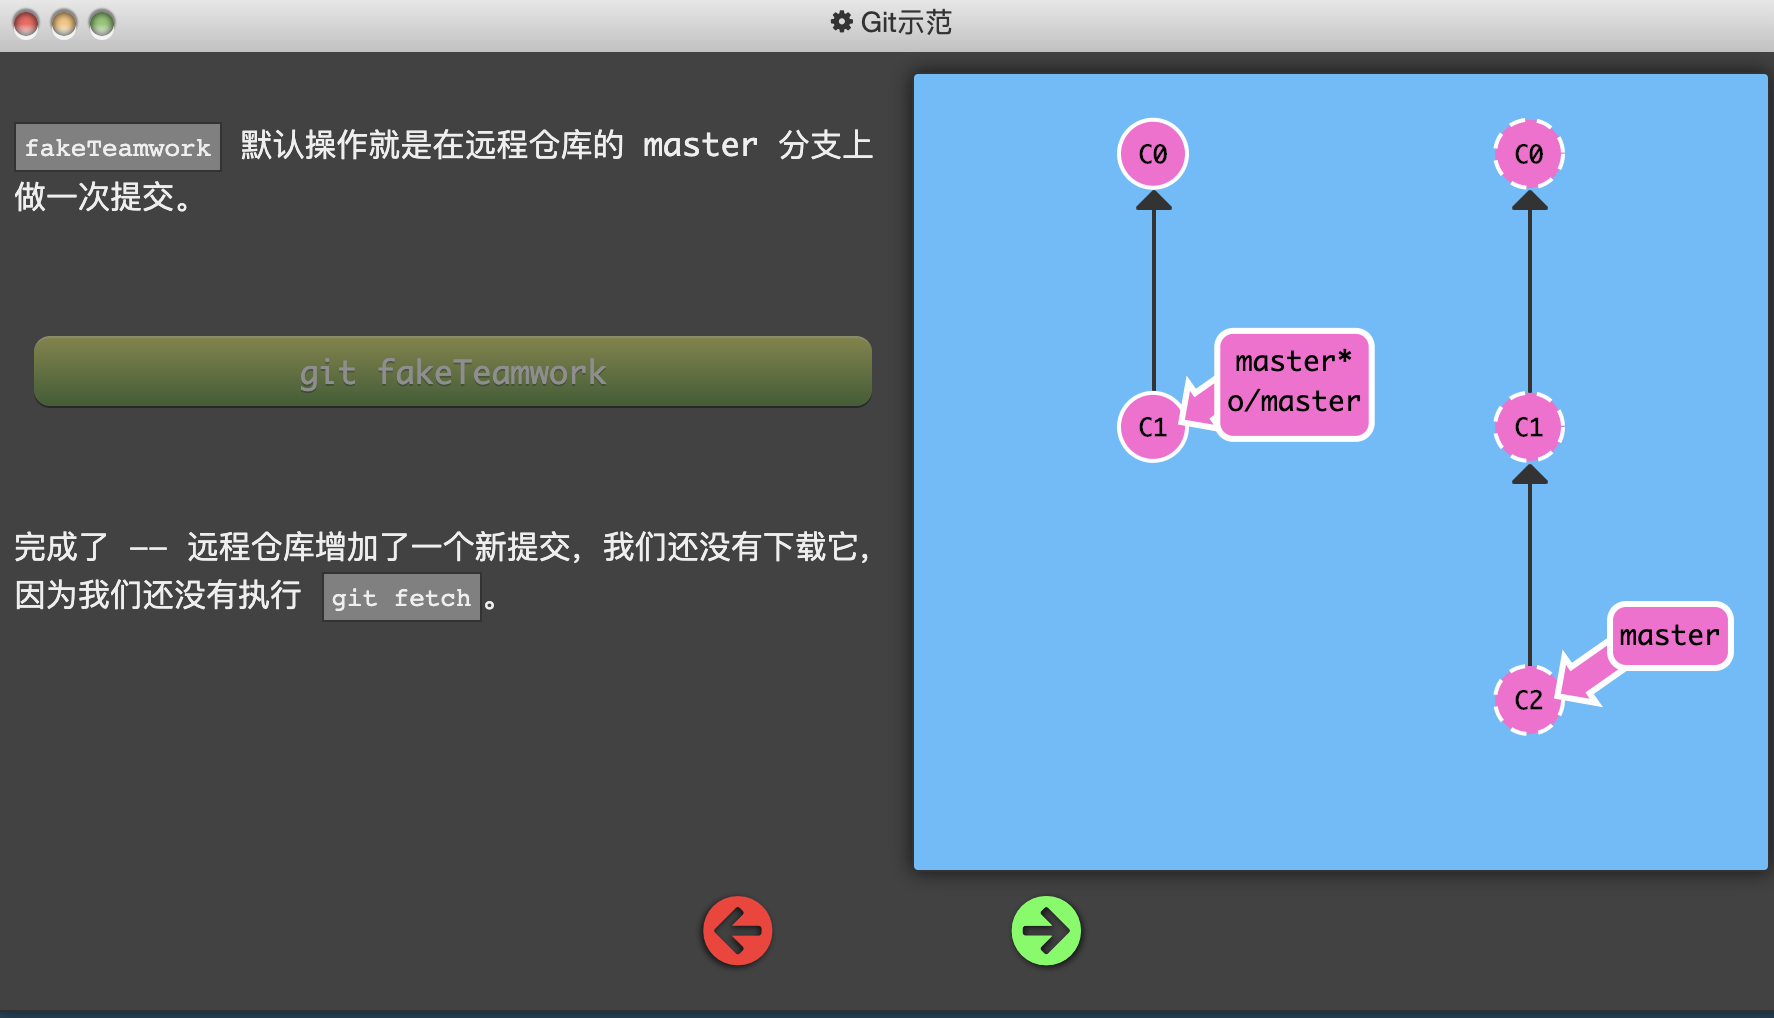 Git示范
fakeTeamwork 默认操作就是在远程仓库的 master 分支上
做一次提交。
git fakeTeamwork
完成了 —— 远程仓库增加了一个新提交，我们还没有下载它，
因为我们还没有执行 git fetch。
C0
C0
master*
o/master
C1
C1
master
C2